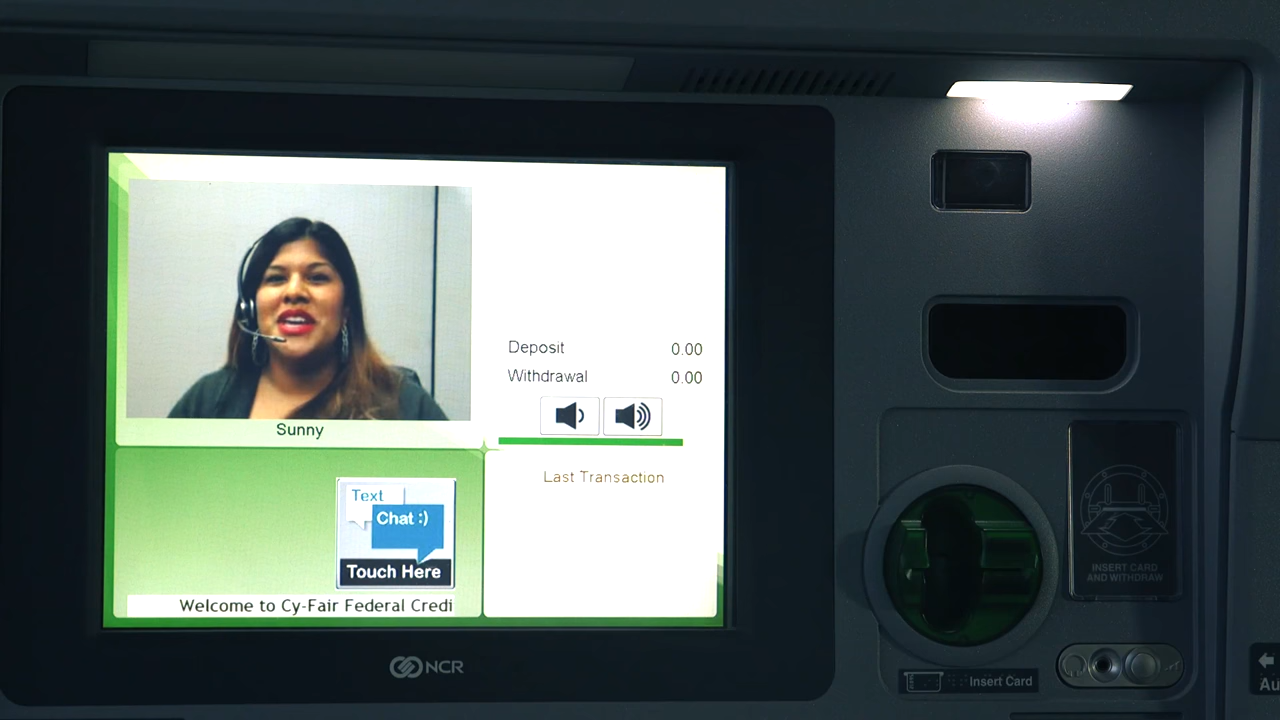 Sunny
Deposit 0.00
Withdrawal 0.00
Last Transaction
Text
Chat :)
Touch Here
Welcome to Cy-Fair Federal Credi
NCR
INSERT CARD
AND WITHDRAW
Insert Card
Au